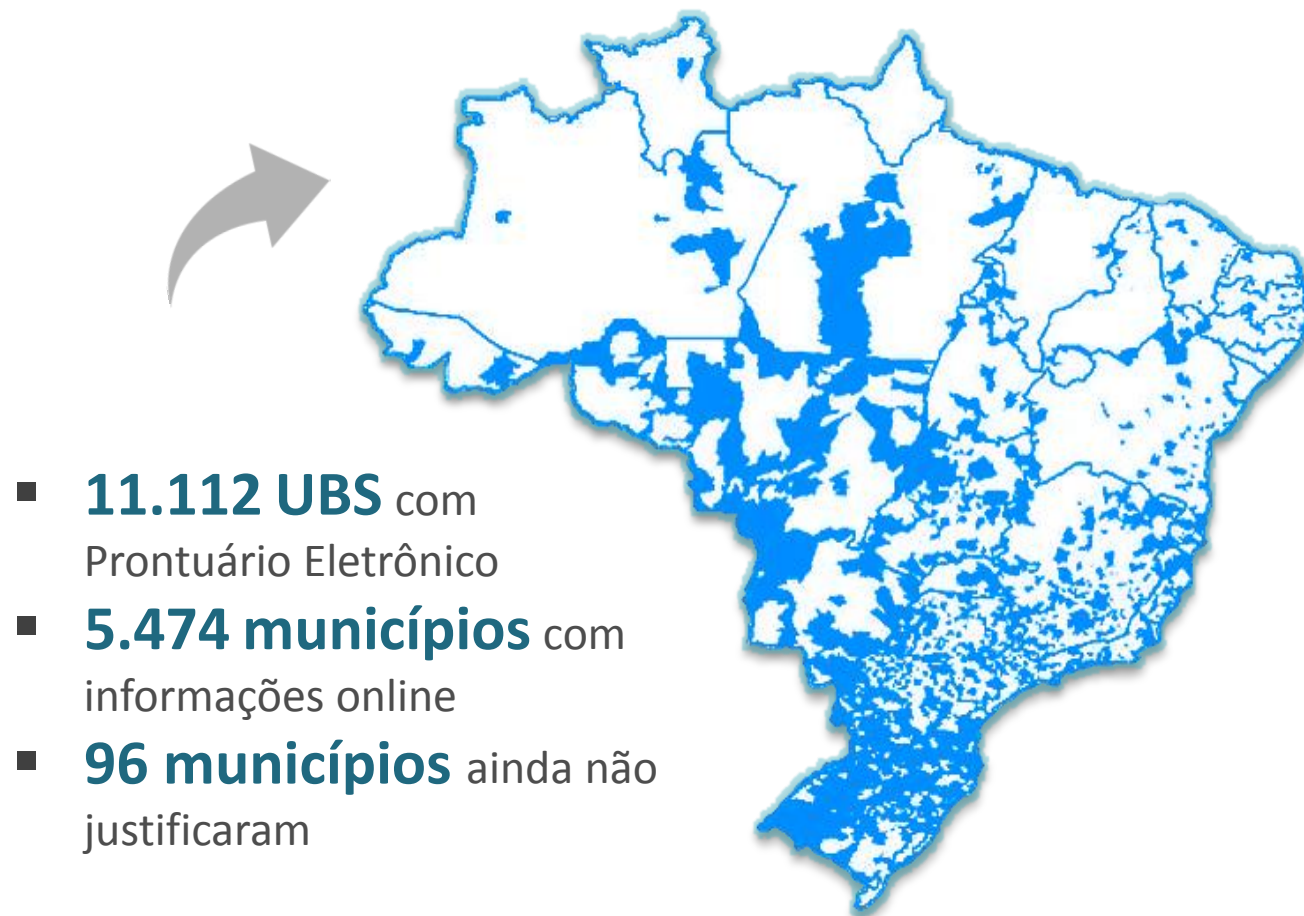 11.112 UBS com
Prontuário Eletrônico
5.474 municípios com
informações online
96 municípios ainda não
justificaram